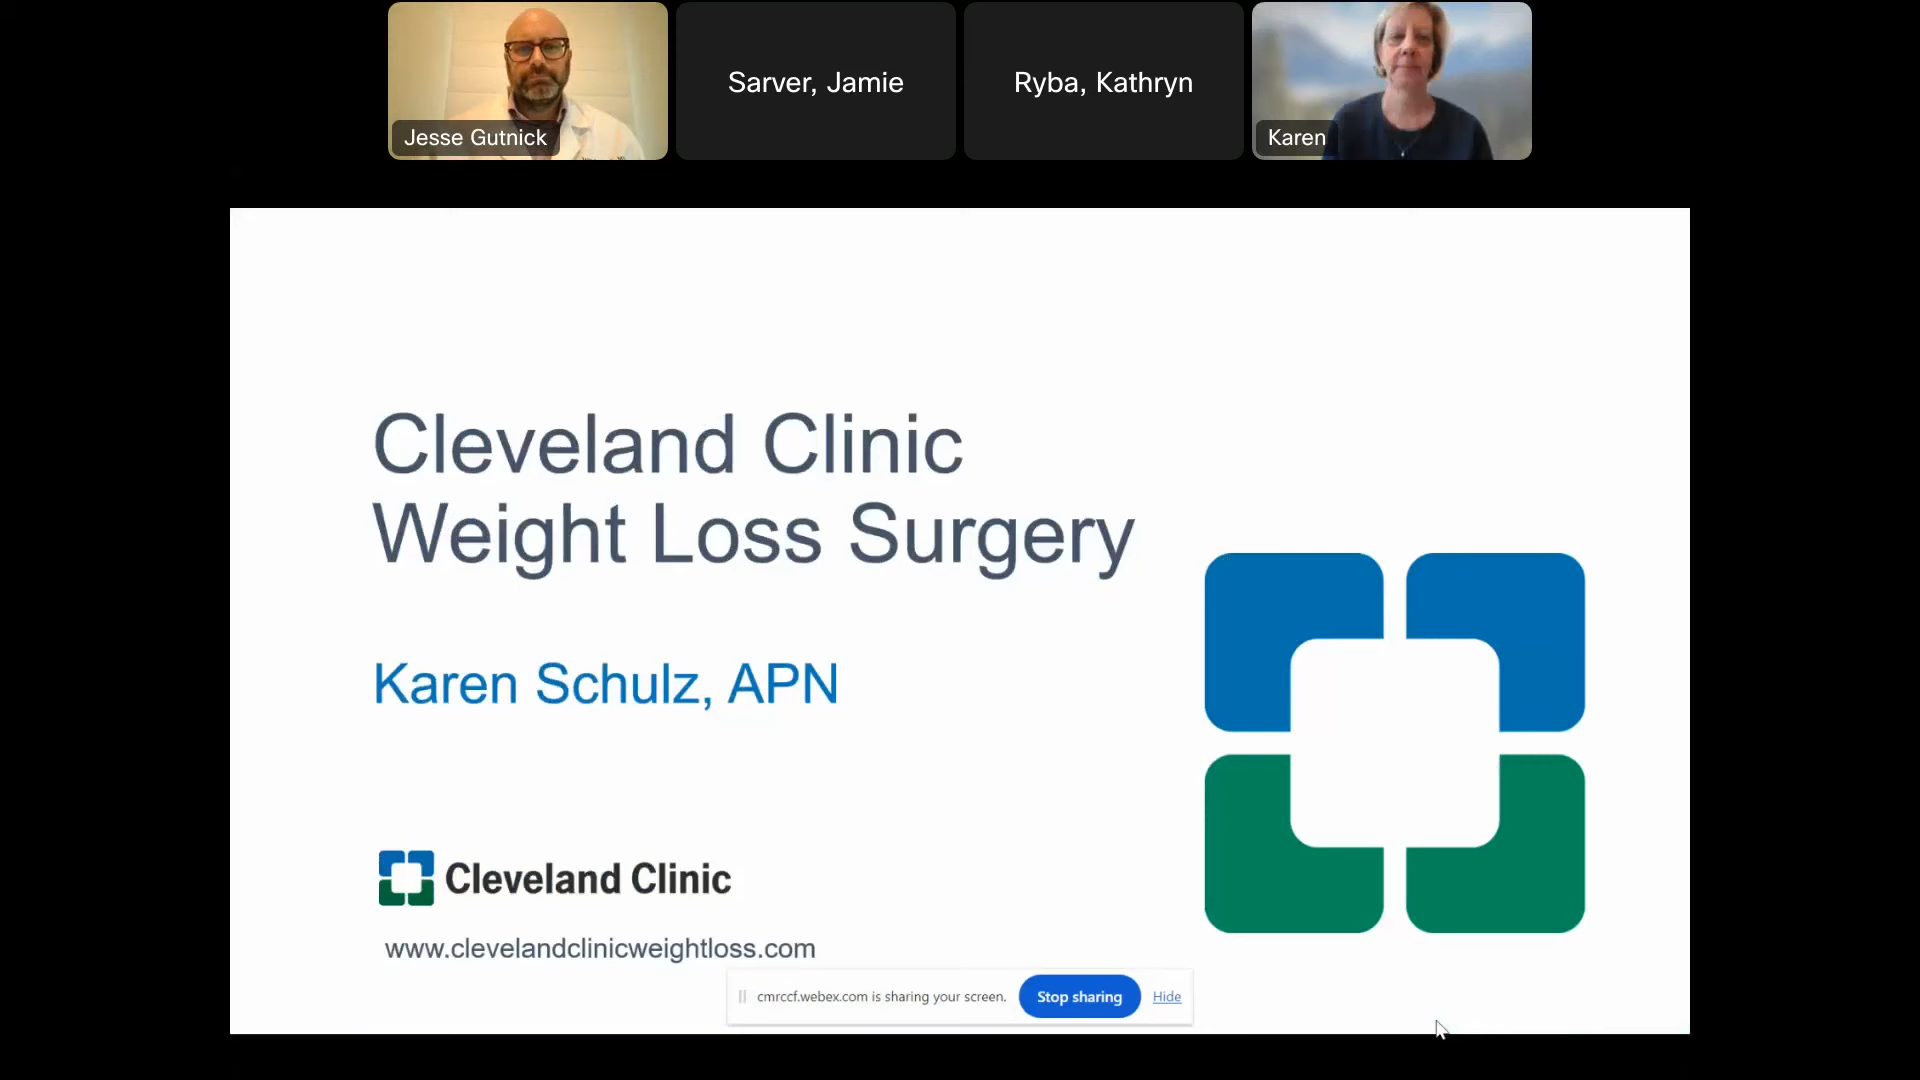 Jesse Gutnick
Sarver, Jamie
Ryba, Kathryn
Karen
Cleveland Clinic
Weight Loss Surgery
Karen Schulz, APN
Cleveland Clinic
www.clevelandclinicweightloss.com
cmrccf.webex.com is sharing your screen.
Stop sharing
Hide